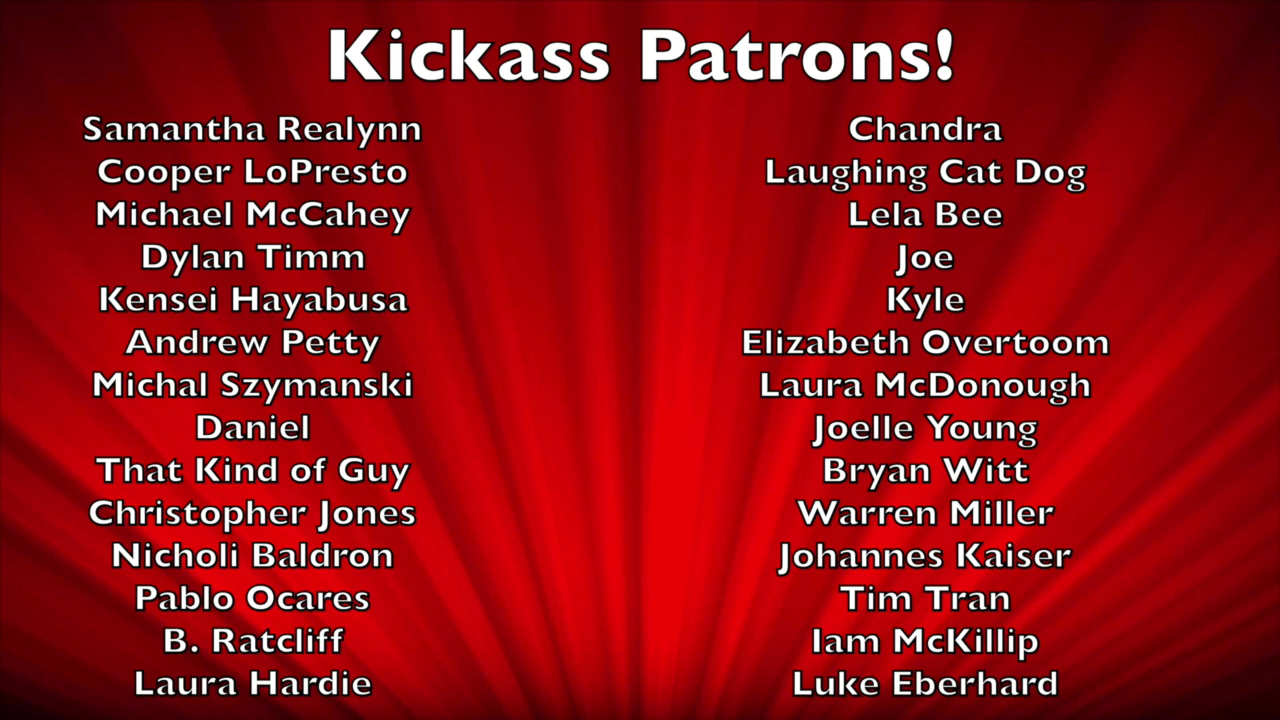 Kickass Patrons!
Samantha Realynn
Cooper LoPresto
Michael McCahey
Dylan Timm
Kensei Hayabusa
Andrew Petty
Michal Szymanski
Daniel
That Kind of Guy
Christopher Jones
Nicholi Baldron
Pablo Ocares
B. Ratcliff
Laura Hardie
Chandra
Laughing Cat Dog
Lela Bee
Joe
Kyle
Elizabeth Overtoom
Laura McDonough
Joelle Young
Bryan Witt
Warren Miller
Johannes Kaiser
Tim Tran
Iam McKillip
Luke Eberhard